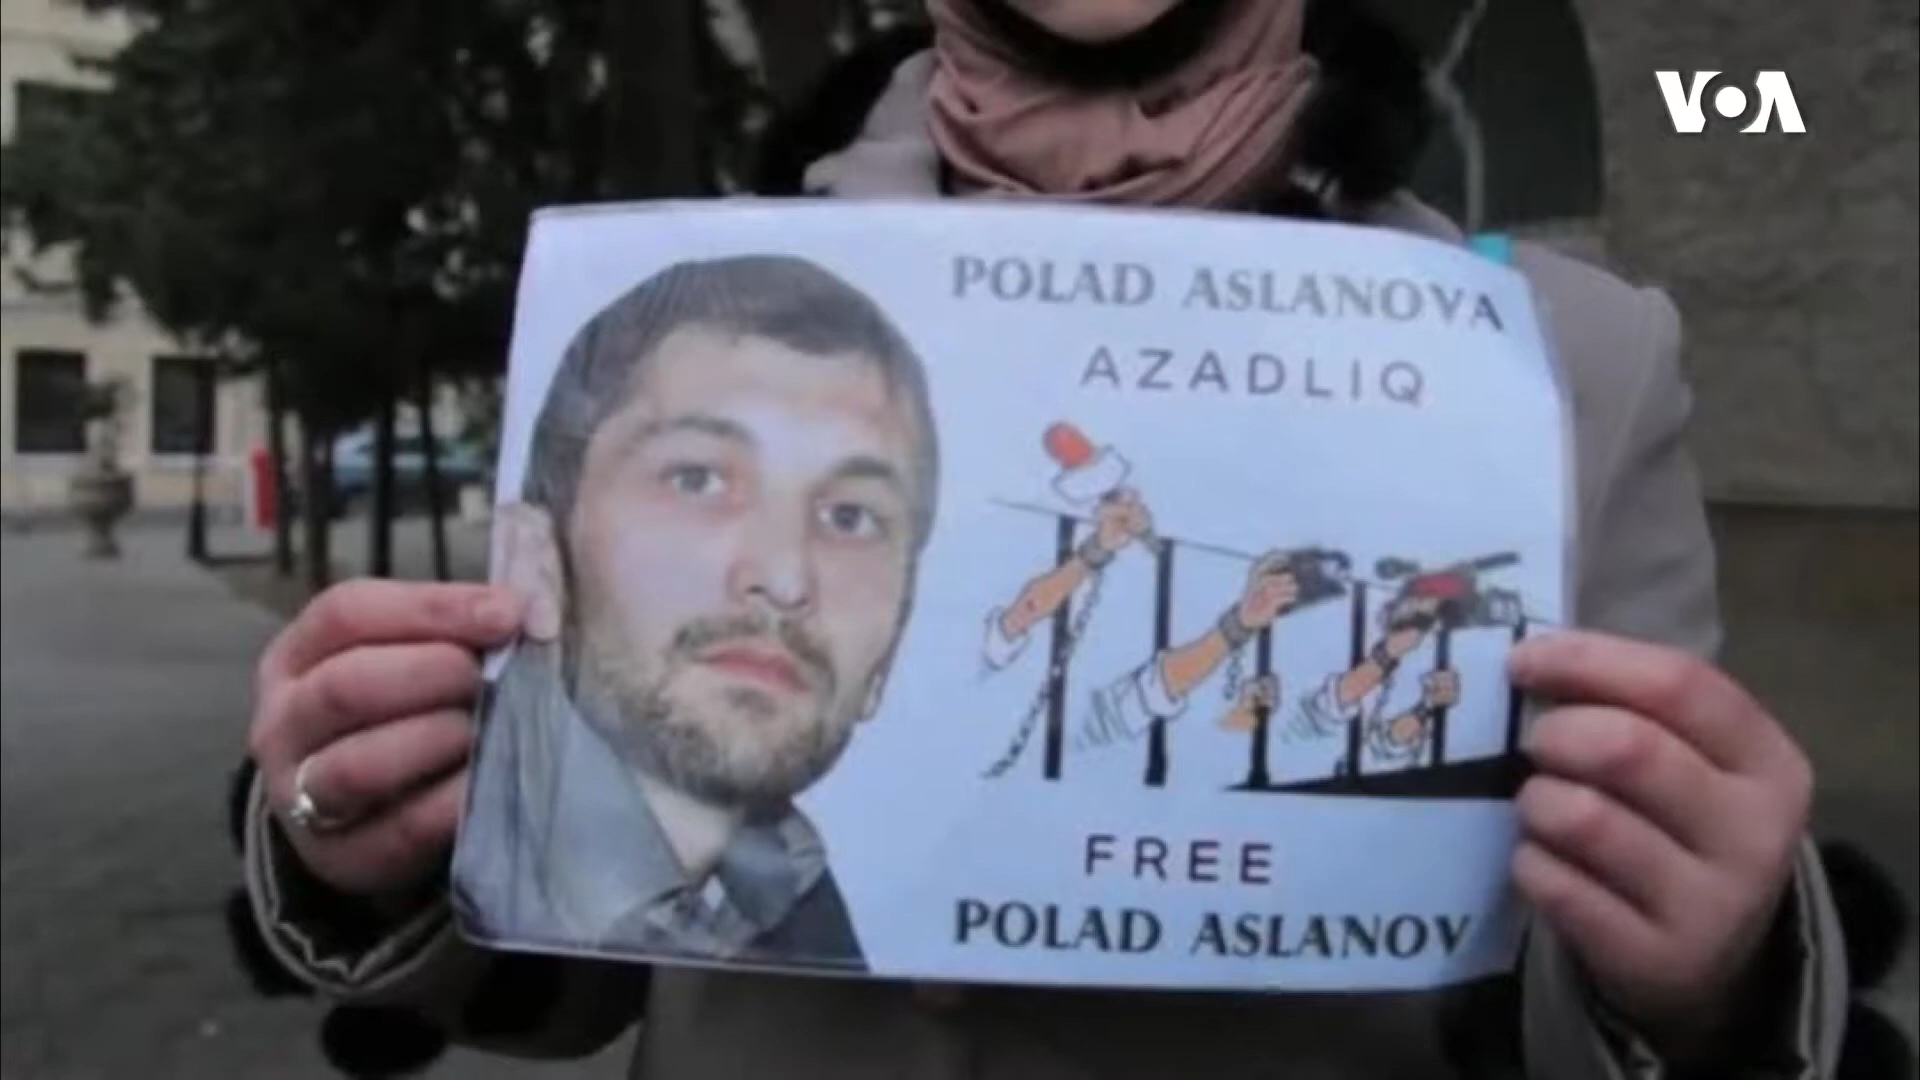 VOA
POLAD ASLANOVA
AZADLIQ
FREE
POLAD ASLANOV